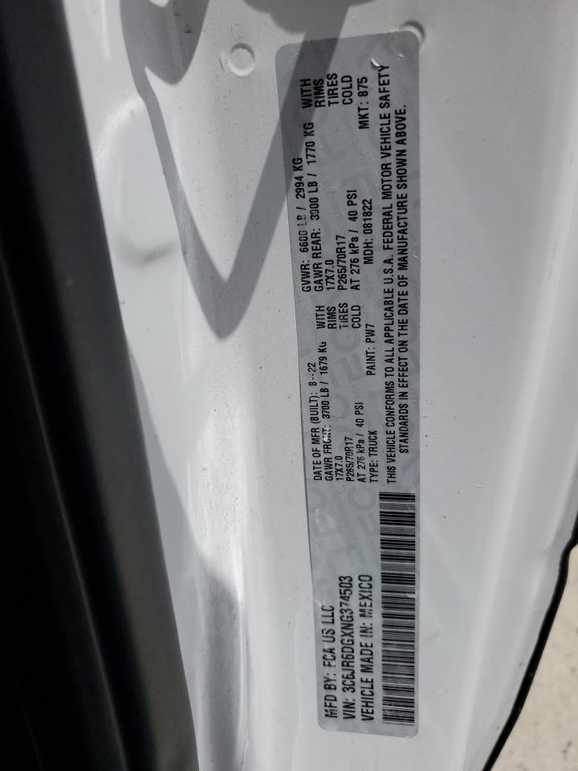 MFD BY: FCA US LLC
VIN: 3C6JR6DGXNG374503
VEHICLE MADE IN: MEXICO
DATE OF MFR (BUILT): 8-22 GVWR: 6600 LB / 2994 KG
GAWR FRONT: 3700 LB / 1679 KG WITH GAWR REAR: 3900 LB / 1770 KG WITH
17X7.0 RIMS 17X7.0 RIMS
P265/70R17 TIRES P265/70R17 TIRES
AT 276 kPa / 40 PSI COLD AT 276 kPa / 40 PSI COLD
TYPE: TRUCK PAINT: PW7 MDH: 081822 MKT: 875
THIS VEHICLE CONFORMS TO ALL APPLICABLE U.S.A. FEDERAL MOTOR VEHICLE SAFETY
STANDARDS IN EFFECT ON THE DATE OF MANUFACTURE SHOWN ABOVE.